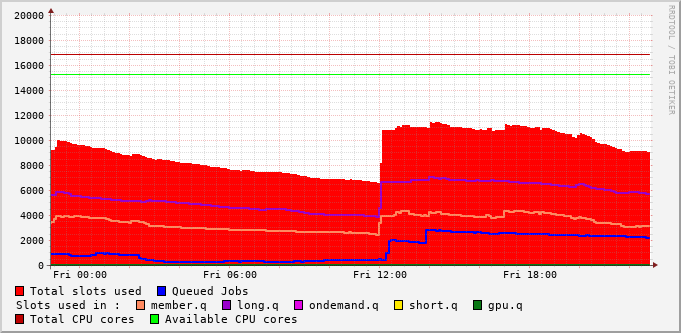 RRDTOOL / TOBI OETIKER
20000
18000
16000
14000
12000
10000
8000
6000
4000
2000
0
Fri 00:00 Fri 06:00 Fri 12:00 Fri 18:00
Total slots used Queued Jobs
Slots used in : member.q long.q ondemand.q short.q gpu.q
Total CPU cores Available CPU cores